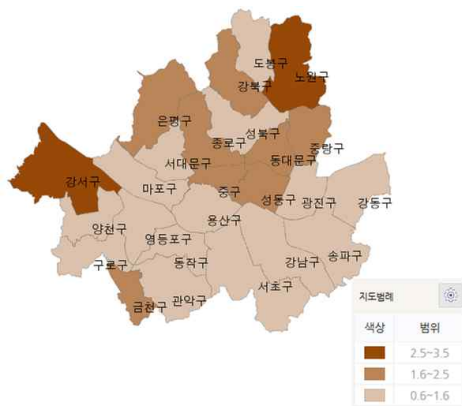 도봉구
노원구
강북구
은평구
성북구
종로구
중랑구
동대문구
서대문구
강서구
마포구
중구
성동구
광진구
강동구
용산구
양천구
영등포구
송파구
강남구
동작구
구로구
서초구
관악구
금천구
지도범례
색상 범위
2.5~3.5
1.6~2.5
0.6~1.6